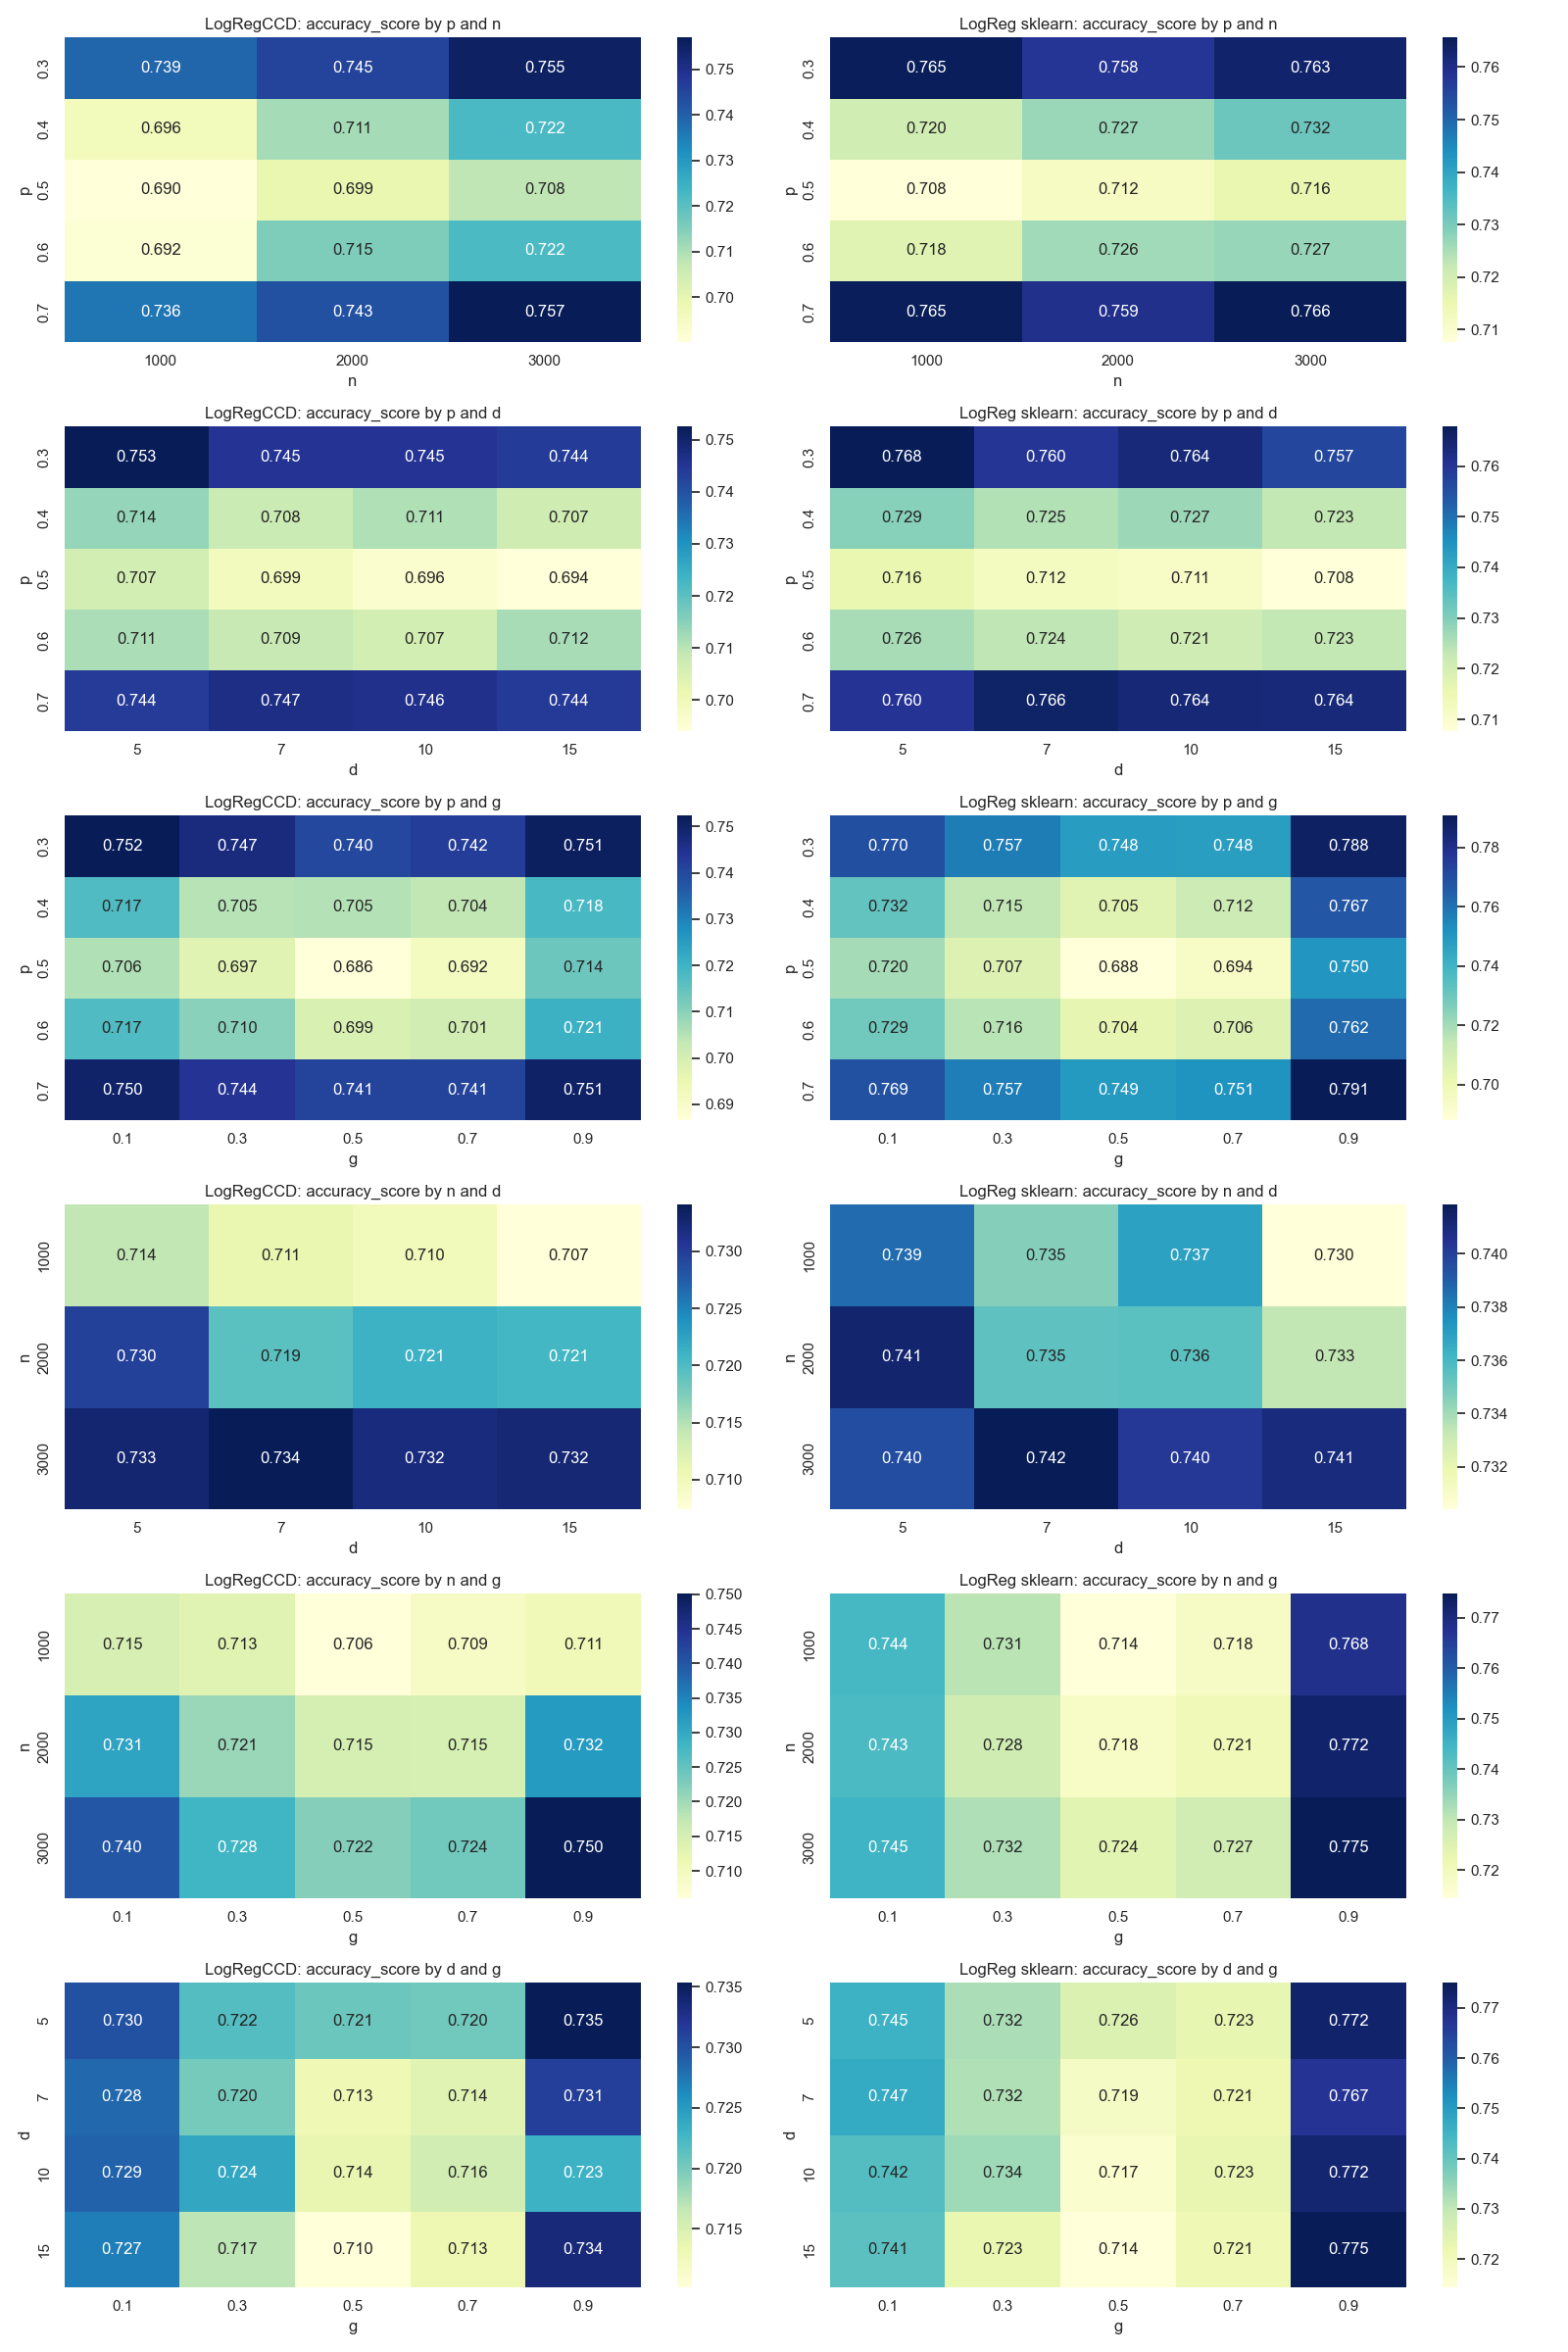 LogRegCCD: accuracy_score by p and n
LogReg sklearn: accuracy_score by p and n
0.3 0.739 0.745 0.755 0.75
0.4 0.696 0.711 0.722 0.74
p 0.5 0.690 0.699 0.708 0.73
0.6 0.692 0.715 0.722 0.72
0.7 0.736 0.743 0.757 0.71
0.70
1000 2000 3000
n
0.3 0.765 0.758 0.763 0.76
0.4 0.720 0.727 0.732 0.75
p 0.5 0.708 0.712 0.716 0.74
0.6 0.718 0.726 0.727 0.73
0.7 0.765 0.759 0.766 0.72
0.71
1000 2000 3000
n
LogRegCCD: accuracy_score by p and d
LogReg sklearn: accuracy_score by p and d
0.3 0.753 0.745 0.745 0.744 0.75
0.4 0.714 0.708 0.711 0.707 0.74
p 0.5 0.707 0.699 0.696 0.694 0.73
0.6 0.711 0.709 0.707 0.712 0.72
0.7 0.744 0.747 0.746 0.744 0.71
0.70
5 7 10 15
d
0.3 0.768 0.760 0.764 0.757 0.76
0.4 0.729 0.725 0.727 0.723 0.75
p 0.5 0.716 0.712 0.711 0.708 0.74
0.6 0.726 0.724 0.721 0.723 0.73
0.7 0.760 0.766 0.764 0.764 0.72
0.71
5 7 10 15
d
LogRegCCD: accuracy_score by p and g
LogReg sklearn: accuracy_score by p and g
0.3 0.752 0.747 0.740 0.742 0.751 0.75
0.4 0.717 0.705 0.705 0.704 0.718 0.74
p 0.5 0.706 0.697 0.686 0.692 0.714 0.73
0.6 0.717 0.710 0.699 0.701 0.721 0.72
0.7 0.750 0.744 0.741 0.741 0.751 0.71
0.70
0.69
0.1 0.3 0.5 0.7 0.9
g
0.3 0.770 0.757 0.748 0.748 0.788 0.78
0.4 0.732 0.715 0.705 0.712 0.767 0.76
p 0.5 0.720 0.707 0.688 0.694 0.750 0.74
0.6 0.729 0.716 0.704 0.706 0.762 0.72
0.7 0.769 0.757 0.749 0.751 0.791 0.70
0.1 0.3 0.5 0.7 0.9
g
LogRegCCD: accuracy_score by n and d
LogReg sklearn: accuracy_score by n and d
1000 0.714 0.711 0.710 0.707 0.730
n 2000 0.730 0.719 0.721 0.721 0.725
3000 0.733 0.734 0.732 0.732 0.720
0.715
0.710
5 7 10 15
d
1000 0.739 0.735 0.737 0.730 0.740
n 2000 0.741 0.735 0.736 0.733 0.738
3000 0.740 0.742 0.740 0.741 0.736
0.734
0.732
5 7 10 15
d
LogRegCCD: accuracy_score by n and g
LogReg sklearn: accuracy_score by n and g
1000 0.715 0.713 0.706 0.709 0.711 0.750
n 2000 0.731 0.721 0.715 0.715 0.732 0.745
3000 0.740 0.728 0.722 0.724 0.750 0.740
0.735
0.730
0.725
0.720
0.715
0.710
0.1 0.3 0.5 0.7 0.9
g
1000 0.744 0.731 0.714 0.718 0.768 0.77
n 2000 0.743 0.728 0.718 0.721 0.772 0.76
3000 0.745 0.732 0.724 0.727 0.775 0.75
0.74
0.73
0.72
0.1 0.3 0.5 0.7 0.9
g
LogRegCCD: accuracy_score by d and g
LogReg sklearn: accuracy_score by d and g
5 0.730 0.722 0.721 0.720 0.735 0.735
7 0.728 0.720 0.713 0.714 0.731 0.730
d 10 0.729 0.724 0.714 0.716 0.723 0.725
15 0.727 0.717 0.710 0.713 0.734 0.720
0.715
0.1 0.3 0.5 0.7 0.9
g
5 0.745 0.732 0.726 0.723 0.772 0.77
7 0.747 0.732 0.719 0.721 0.767 0.76
d 10 0.742 0.734 0.717 0.723 0.772 0.75
15 0.741 0.723 0.714 0.721 0.775 0.74
0.73
0.72
0.1 0.3 0.5 0.7 0.9
g